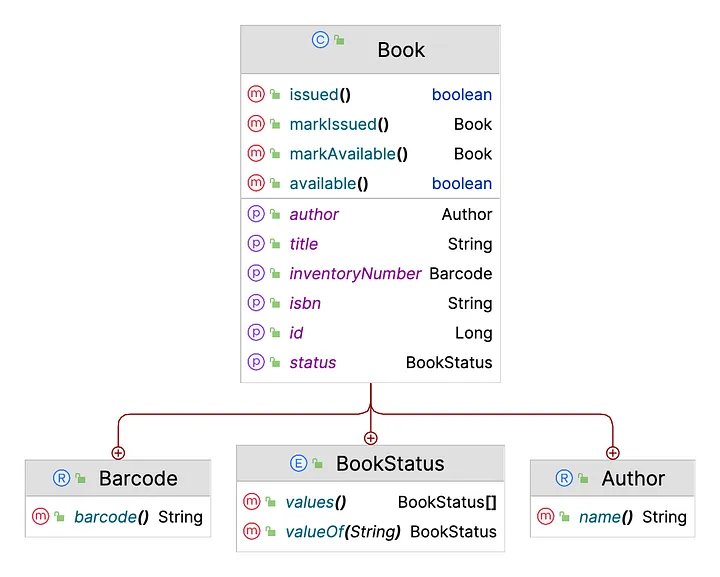 C Book
m issued() boolean
m markIssued() Book
m markAvailable() Book
m available() boolean
p author Author
p title String
p inventoryNumber Barcode
p isbn String
p id Long
p status BookStatus
R Barcode
m barcode() String
E BookStatus
m values() BookStatus[]
m valueOf(String) BookStatus
R Author
m name() String